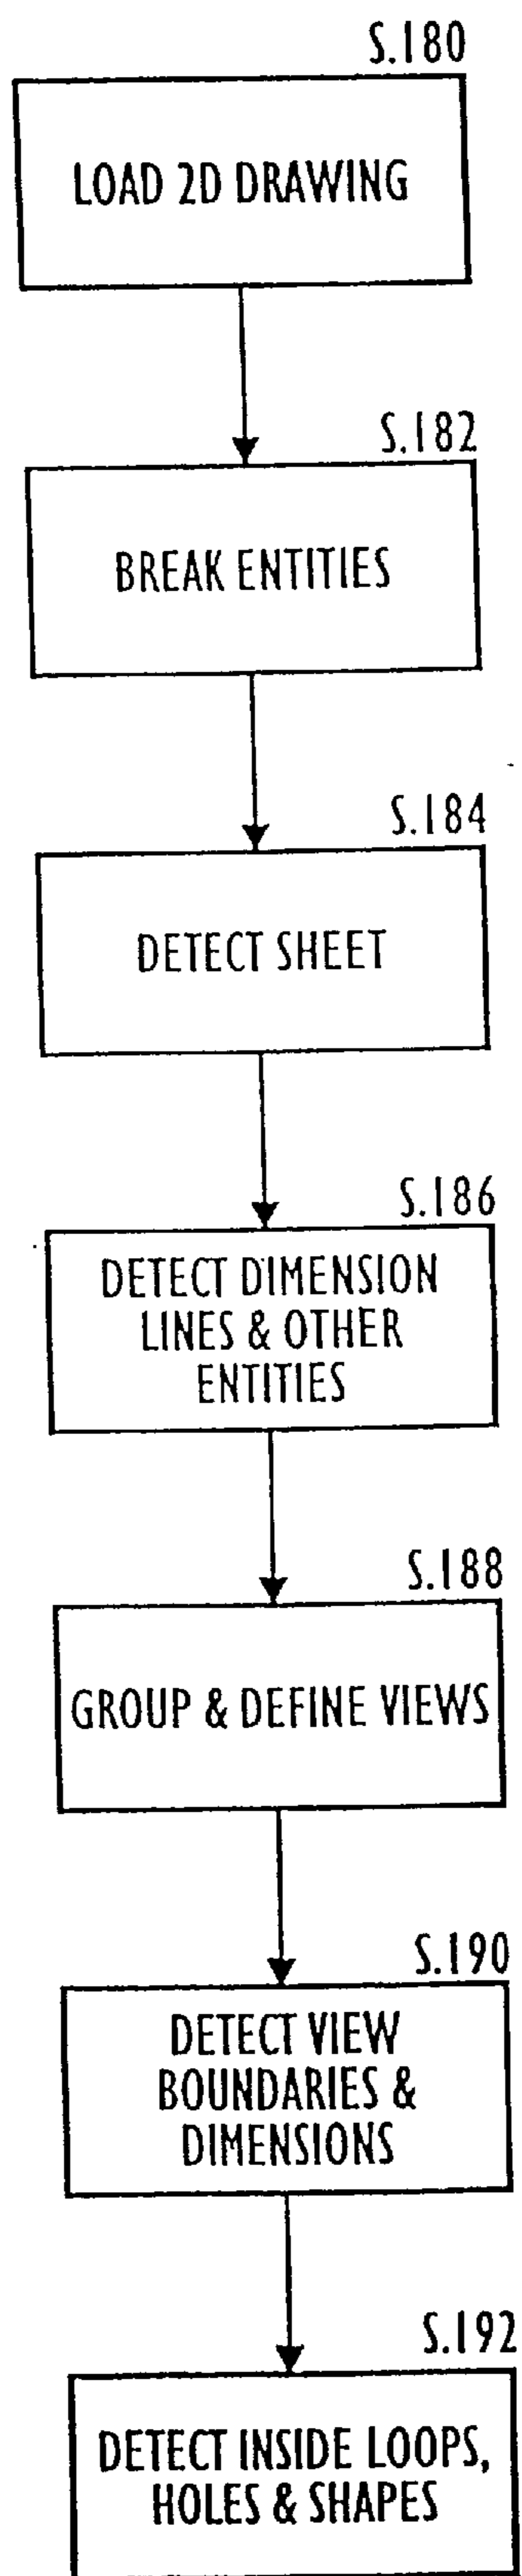 S.180
LOAD 2D DRAWING
S.182
BREAK ENTITIES
S.184
DETECT SHEET
S.186
DETECT DIMENSION
LINES & OTHER
ENTITIES
S.188
GROUP & DEFINE VIEWS
S.190
DETECT VIEW
BOUNDARIES &
DIMENSIONS
S.192
DETECT INSIDE LOOPS,
HOLES & SHAPES